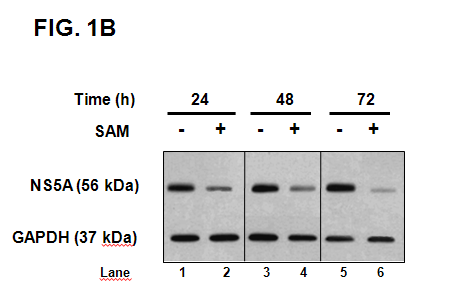 FIG. 1B
Time (h) 24 48 72
SAM - + - + - +
NS5A (56 kDa)
GAPDH (37 kDa)
Lane 1 2 3 4 5 6